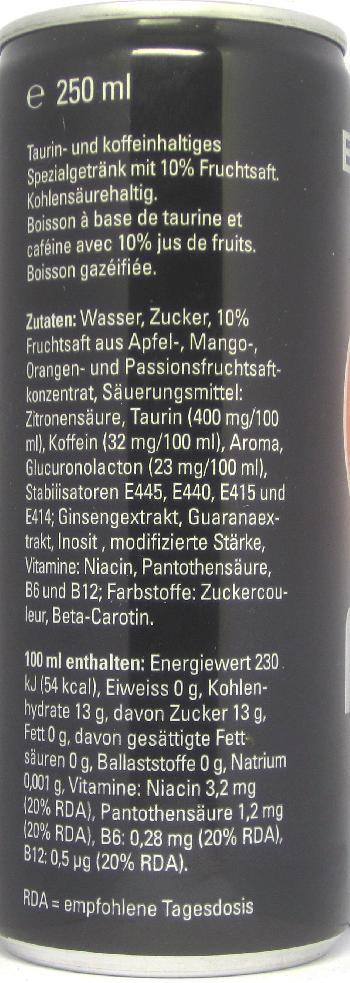 ℮ 250 ml
Taurin- und koffeinhaltiges
Spezialgetränk mit 10% Fruchtsaft.
Kohlensäurehaltig.
Boisson à base de taurine et
caféine avec 10% jus de fruits.
Boisson gazéifiée.
Zutaten: Wasser, Zucker, 10%
Fruchtsaft aus Apfel-, Mango-,
Orangen- und Passionsfruchtsaft-
konzentrat, Säuerungsmittel:
Zitronensäure, Taurin (400 mg/100
ml), Koffein (32 mg/100 ml), Aroma,
Glucuronolacton (23 mg/100 ml),
Stabilisatoren E445, E440, E415 und
E414; Ginsengextrakt, Guaranaex-
trakt, Inosit , modifizierte Stärke,
Vitamine: Niacin, Pantothensäure,
B6 und B12; Farbstoffe: Zuckercou-
leur, Beta-Carotin.
100 ml enthalten: Energiewert 230
kJ (54 kcal), Eiweiss 0 g, Kohlen-
hydrate 13 g, davon Zucker 13 g,
Fett 0 g, davon gesättigte Fett-
säuren 0 g, Ballaststoffe 0 g, Natrium
0,001 g, Vitamine: Niacin 3,2 mg
(20% RDA), Pantothensäure 1,2 mg
(20% RDA), B6: 0,28 mg (20% RDA),
B12: 0,5 µg (20% RDA).
RDA = empfohlene Tagesdosis